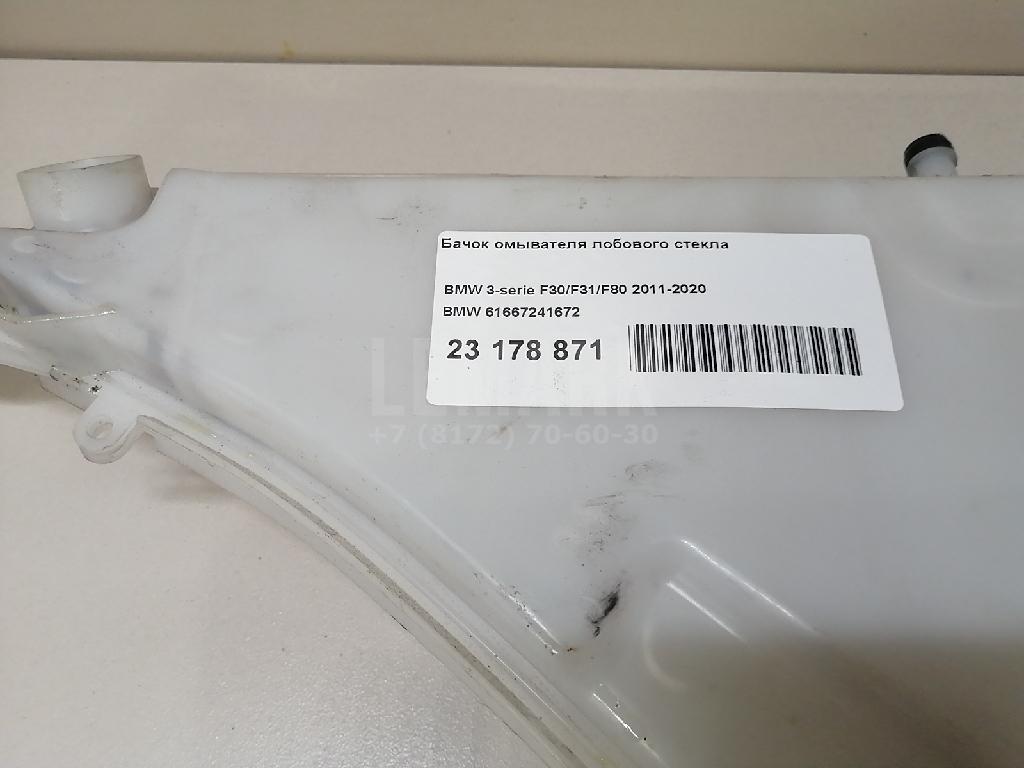 Бачок омывателя лобового стекла
BMW 3-serie F30/F31/F80 2011-2020
BMW 61667241672
23 178 871
LEMARK
+7 (8172) 70-60-30